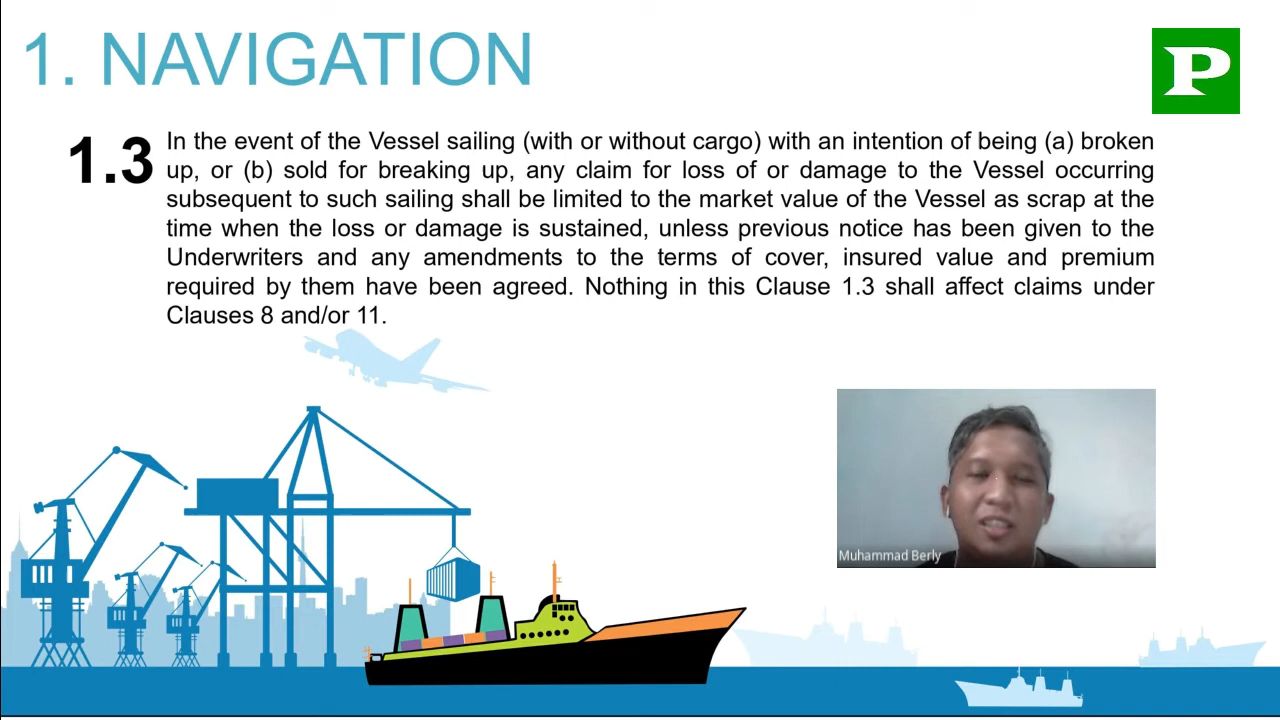 1. NAVIGATION
P
1.3
In the event of the Vessel sailing (with or without cargo) with an intention of being (a) broken
up, or (b) sold for breaking up, any claim for loss of or damage to the Vessel occurring
subsequent to such sailing shall be limited to the market value of the Vessel as scrap at the
time when the loss or damage is sustained, unless previous notice has been given to the
Underwriters and any amendments to the terms of cover, insured value and premium
required by them have been agreed. Nothing in this Clause 1.3 shall affect claims under
Clauses 8 and/or 11.
Muhammad Berly